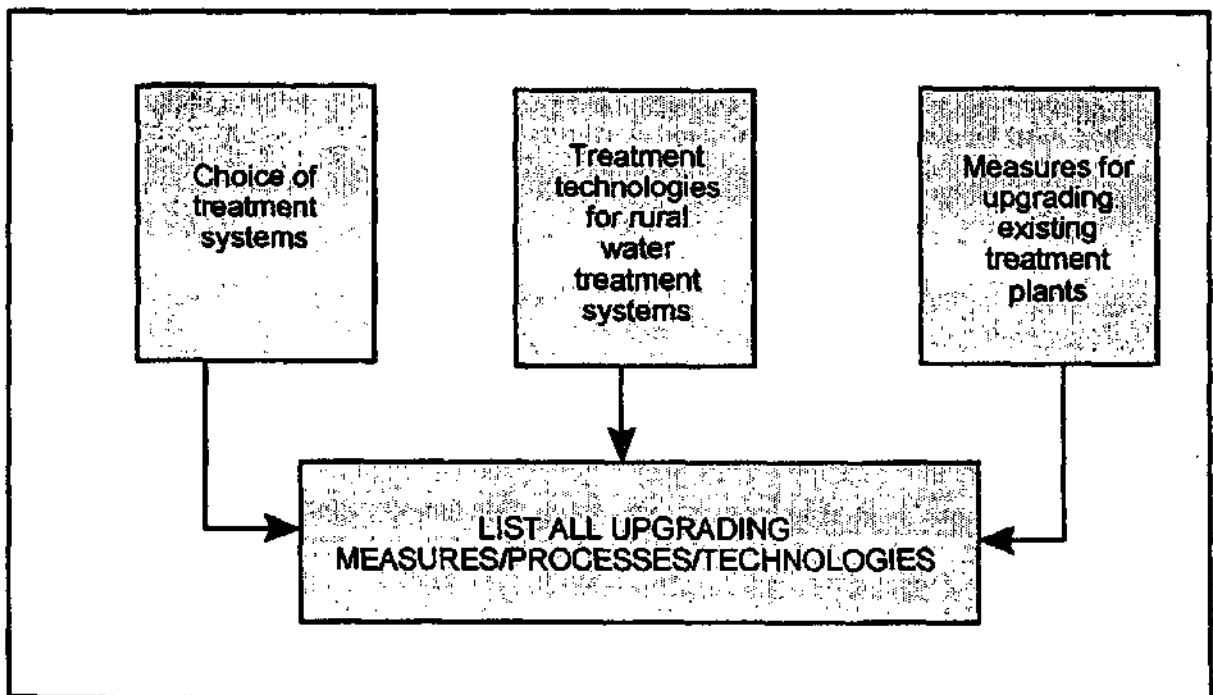 Choice of
treatment
systems
Treatment
technologies
for rural
water
treatment
systems
Measures for
upgrading
existing
treatment
plants
LIST ALL UPGRADING
MEASURES/PROCESSES/TECHNOLOGIES